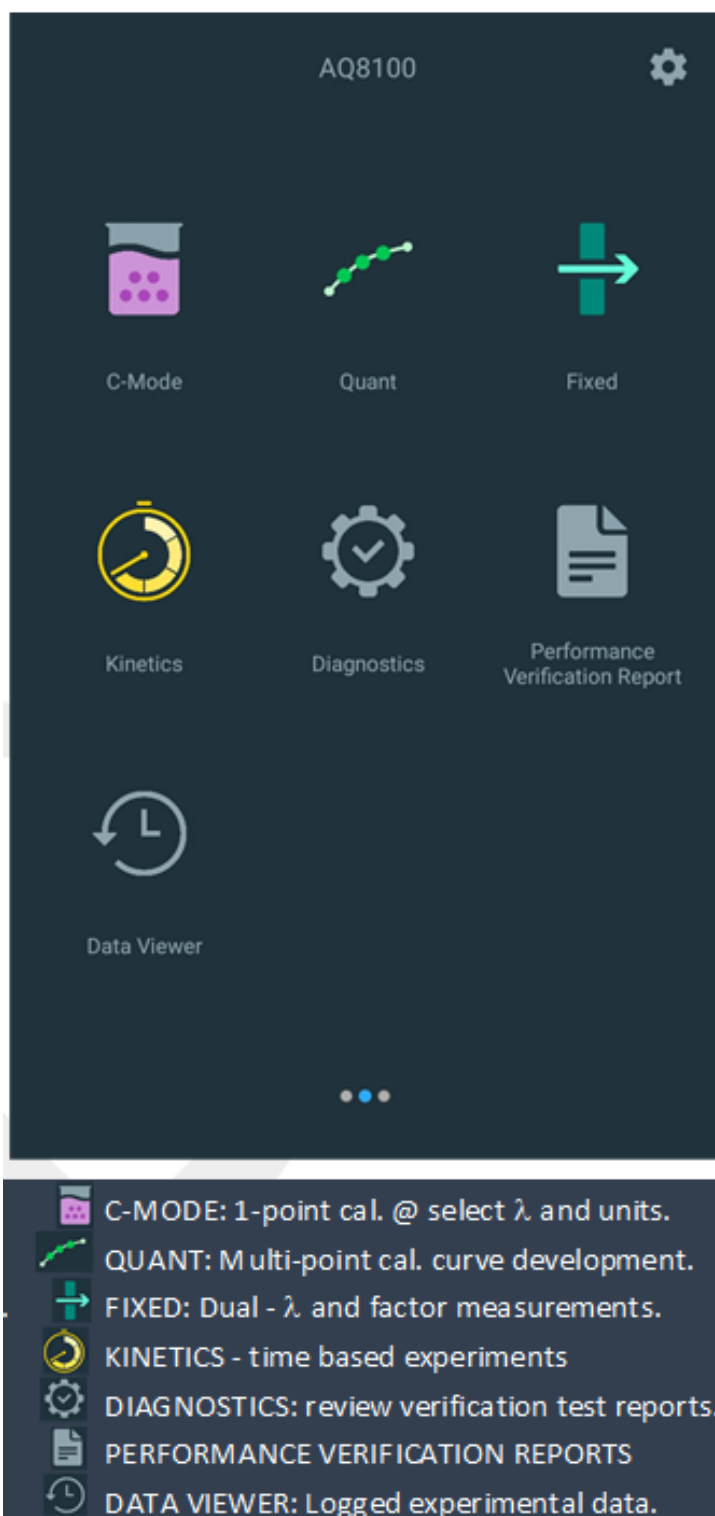 AQ8100
C-Mode
Quant
Fixed
Kinetics
Diagnostics
Performance
Verification Report
Data Viewer
C-MODE: 1-point cal. @ select λ and units.
QUANT: Multi-point cal. curve development.
FIXED: Dual - λ and factor measurements.
KINETICS - time based experiments
DIAGNOSTICS: review verification test reports.
PERFORMANCE VERIFICATION REPORTS
DATA VIEWER: Logged experimental data.